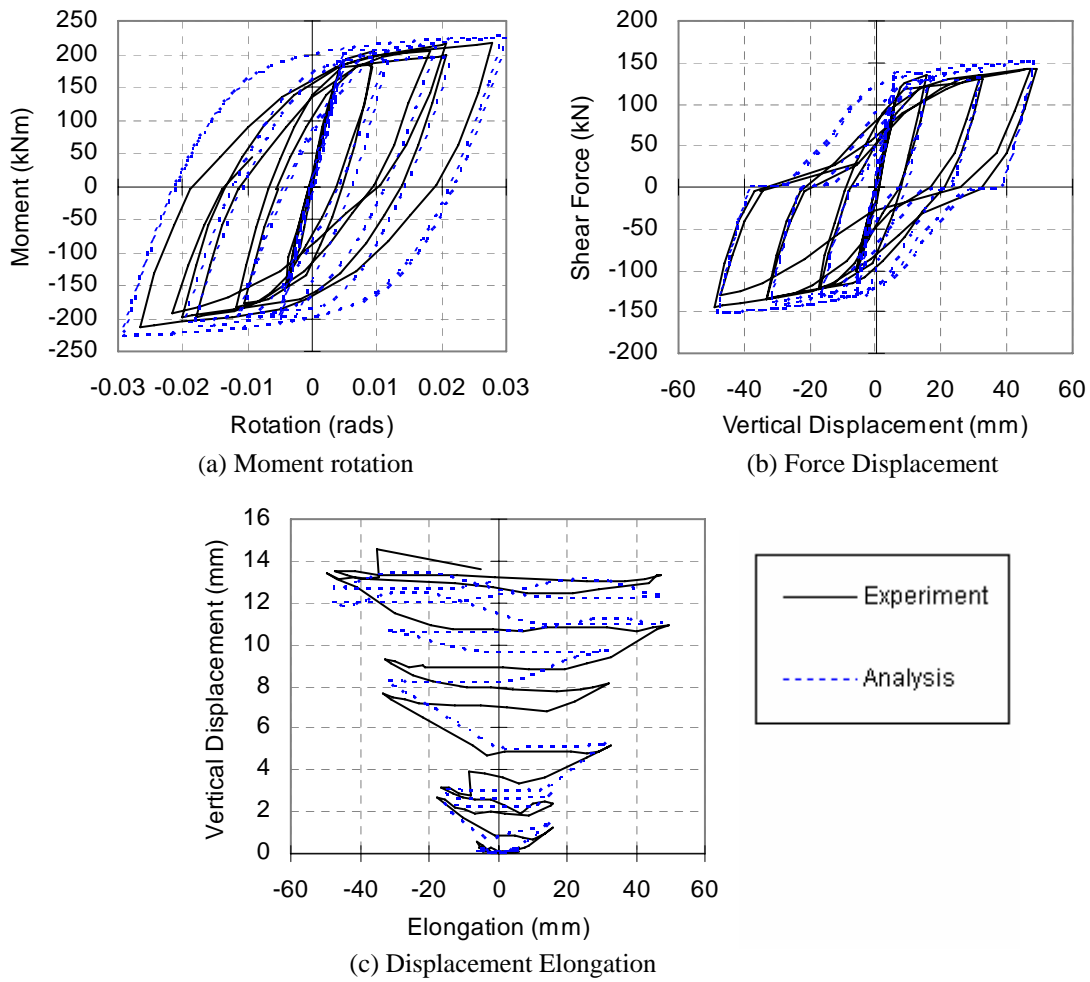 250
200
150
100
50
0
-50
-100
-150
-200
-250
-0.03 -0.02 -0.01 0 0.01 0.02 0.03
Moment (kNm)
Rotation (rads)
(a) Moment rotation
200
150
100
50
0
-50
-100
-150
-200
-60 -40 -20 0 20 40 60
Shear Force (kN)
Vertical Displacement (mm)
(b) Force Displacement
16
14
12
10
8
6
4
2
0
-60 -40 -20 0 20 40 60
Vertical Displacement (mm)
Elongation (mm)
(c) Displacement Elongation
Experiment
Analysis